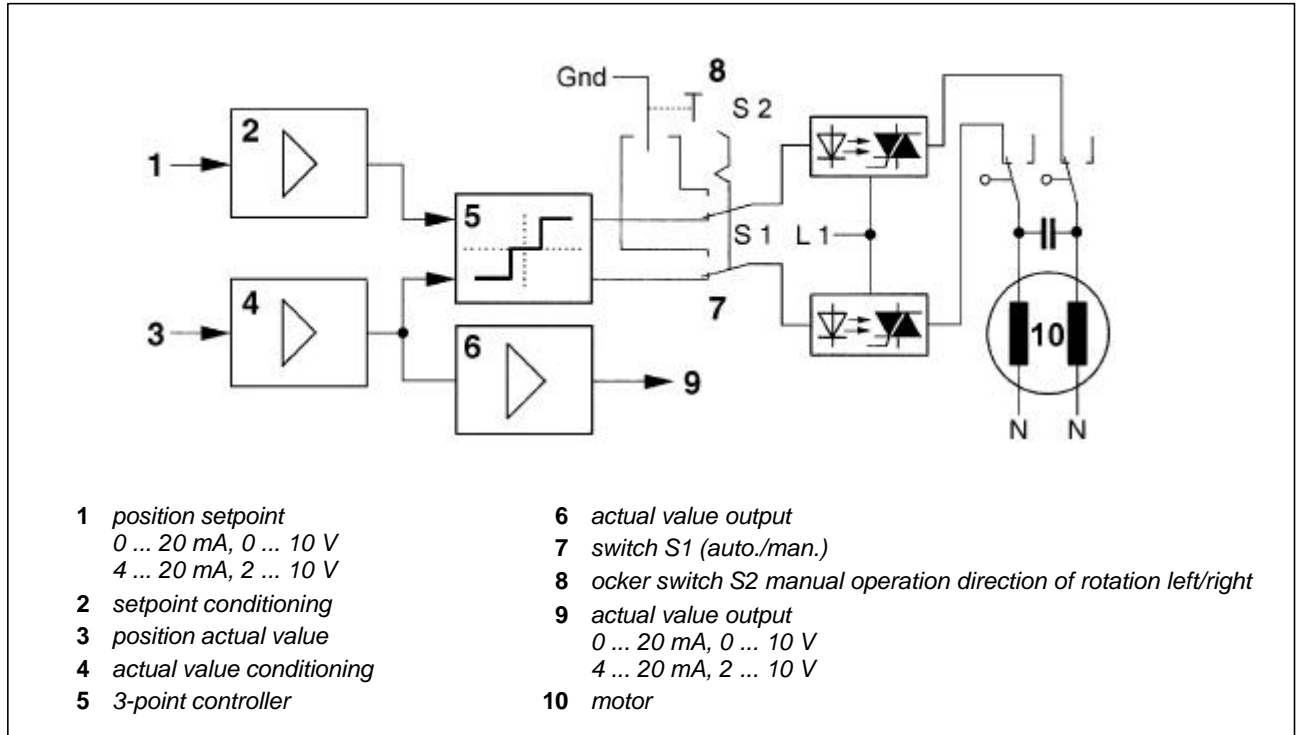 Gnd
8
S 2
2
1
5
S 1
L 1
4
7
3
6
10
9
N
N
1 position setpoint
0 ... 20 mA, 0 ... 10 V
4 ... 20 mA, 2 ... 10 V
2 setpoint conditioning
3 position actual value
4 actual value conditioning
5 3-point controller
6 actual value output
7 switch S1 (auto./man.)
8 ocker switch S2 manual operation direction of rotation left/right
9 actual value output
0 ... 20 mA, 0 ... 10 V
4 ... 20 mA, 2 ... 10 V
10 motor